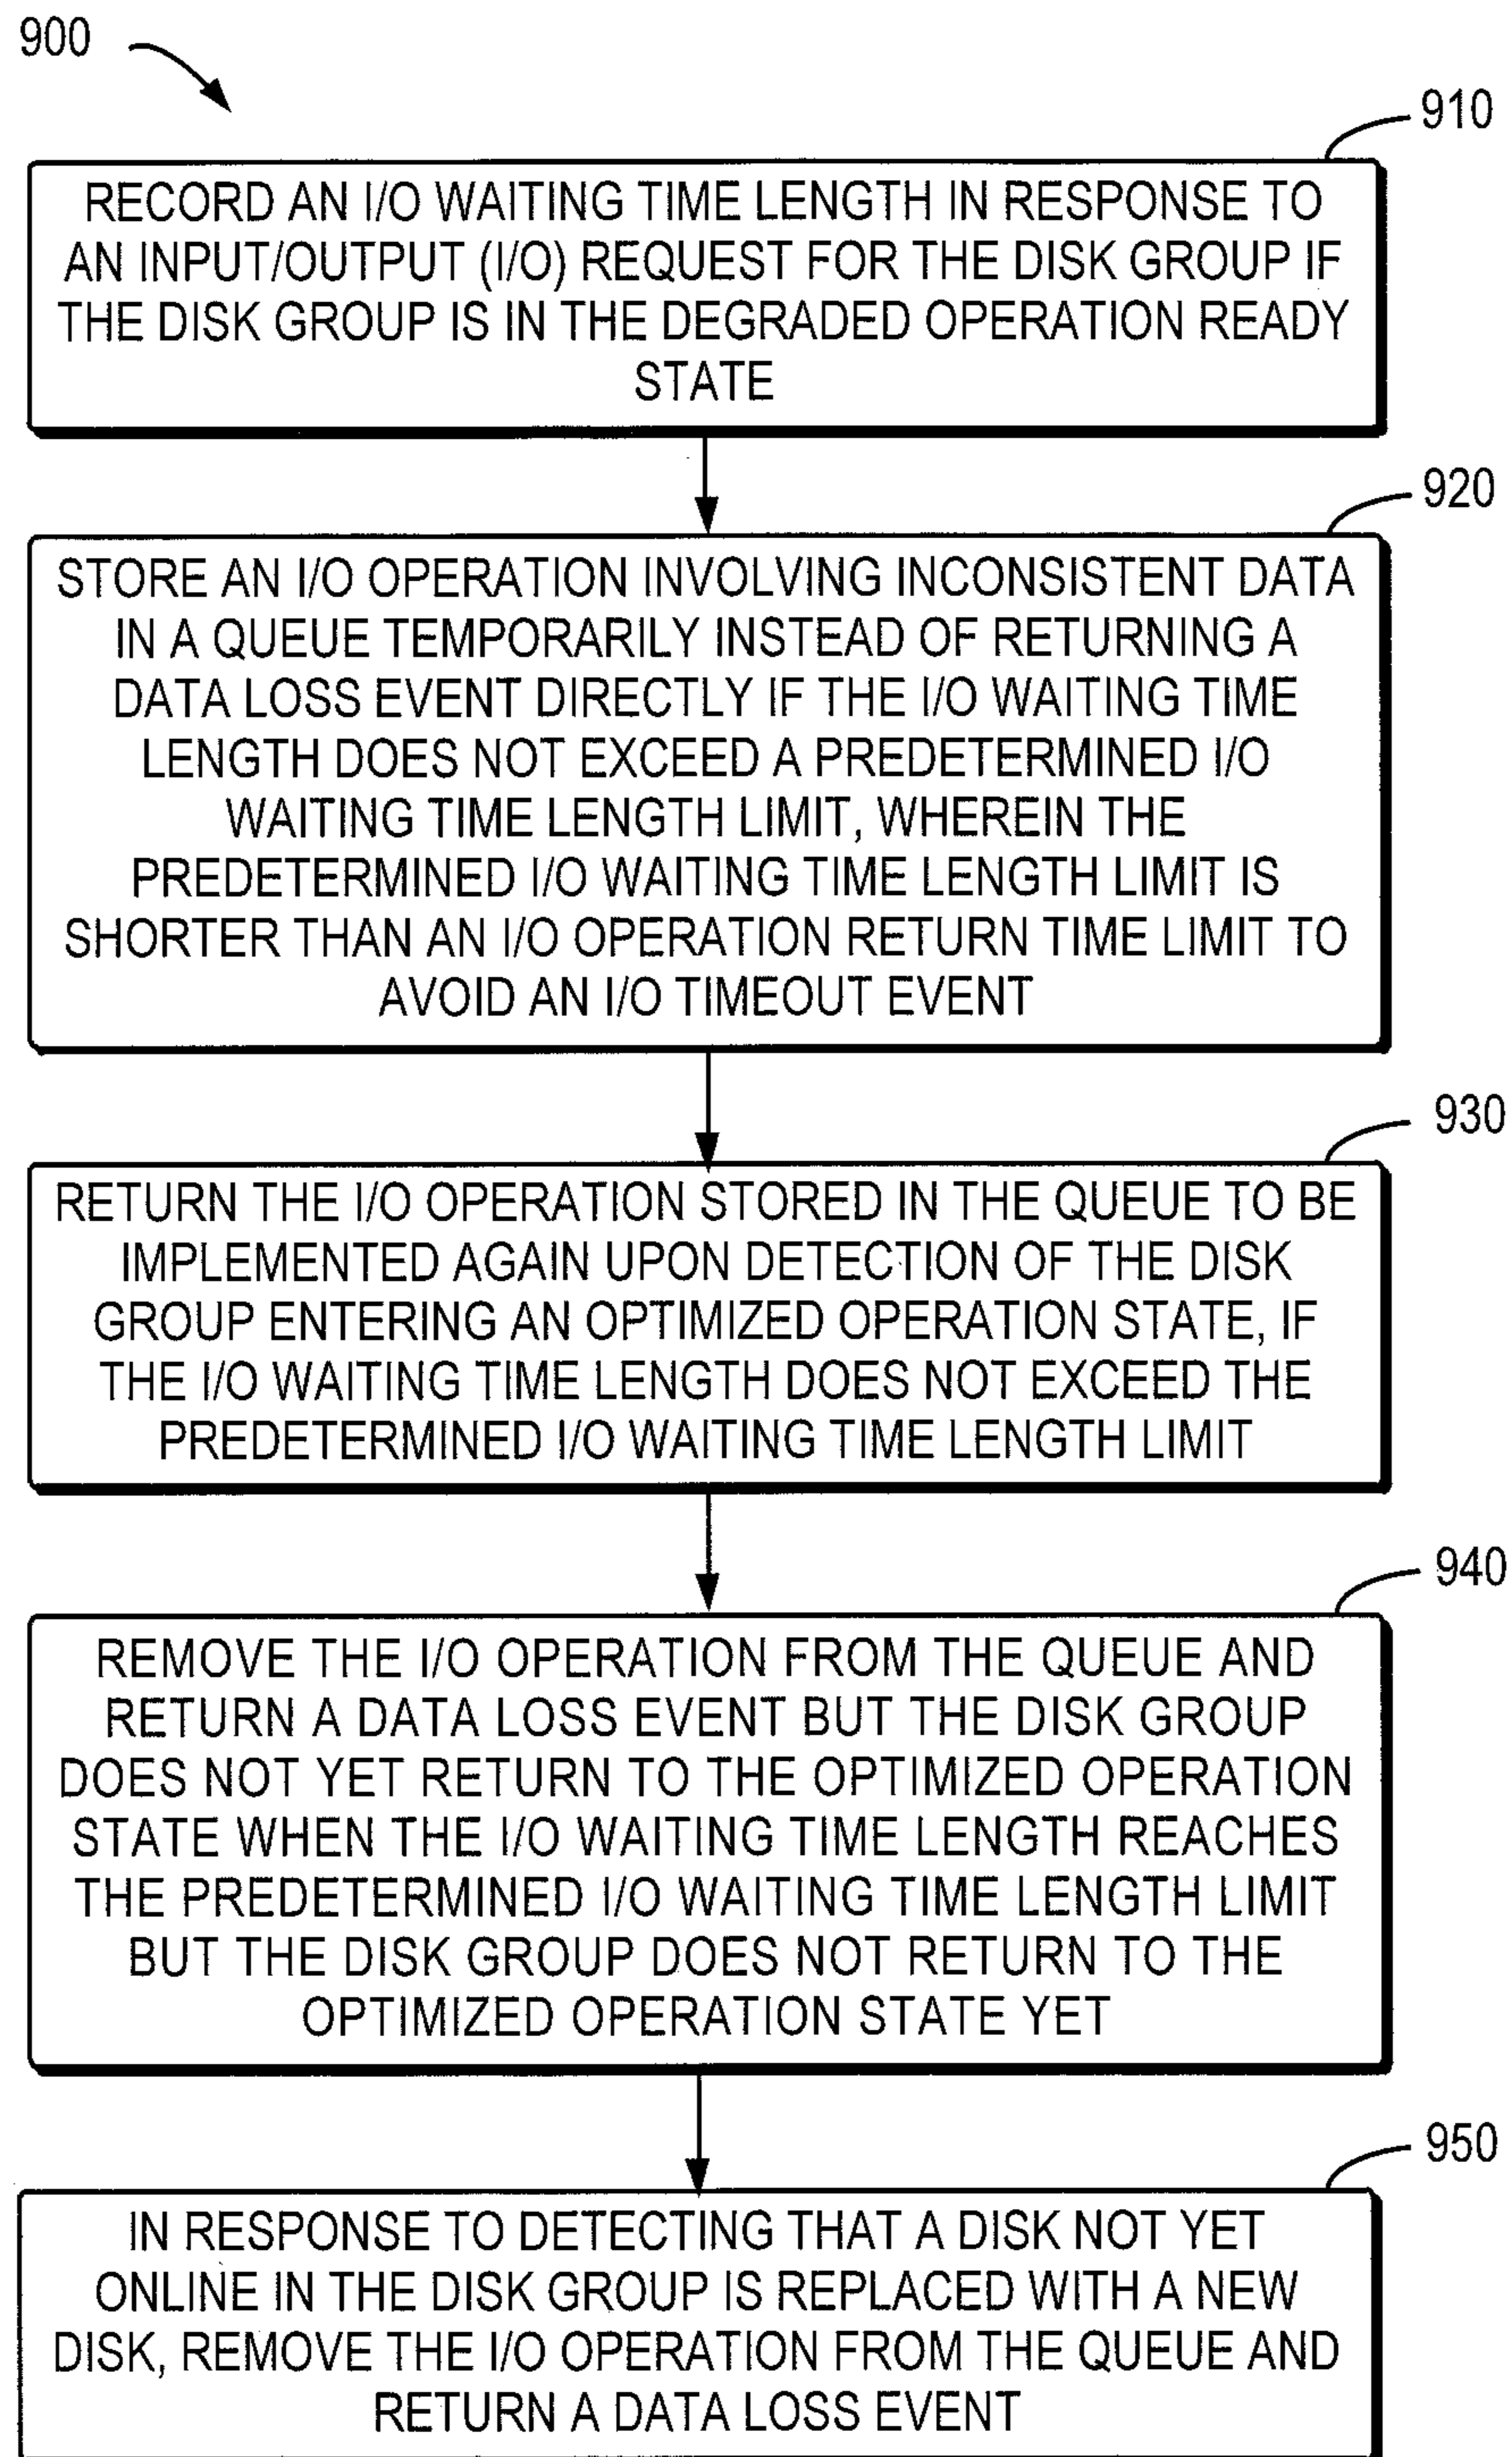 900
910
RECORD AN I/O WAITING TIME LENGTH IN RESPONSE TO
AN INPUT/OUTPUT (I/O) REQUEST FOR THE DISK GROUP IF
THE DISK GROUP IS IN THE DEGRADED OPERATION READY
STATE
920
STORE AN I/O OPERATION INVOLVING INCONSISTENT DATA
IN A QUEUE TEMPORARILY INSTEAD OF RETURNING A
DATA LOSS EVENT DIRECTLY IF THE I/O WAITING TIME
LENGTH DOES NOT EXCEED A PREDETERMINED I/O
WAITING TIME LENGTH LIMIT, WHEREIN THE
PREDETERMINED I/O WAITING TIME LENGTH LIMIT IS
SHORTER THAN AN I/O OPERATION RETURN TIME LIMIT TO
AVOID AN I/O TIMEOUT EVENT
930
RETURN THE I/O OPERATION STORED IN THE QUEUE TO BE
IMPLEMENTED AGAIN UPON DETECTION OF THE DISK
GROUP ENTERING AN OPTIMIZED OPERATION STATE, IF
THE I/O WAITING TIME LENGTH DOES NOT EXCEED THE
PREDETERMINED I/O WAITING TIME LENGTH LIMIT
940
REMOVE THE I/O OPERATION FROM THE QUEUE AND
RETURN A DATA LOSS EVENT BUT THE DISK GROUP
DOES NOT YET RETURN TO THE OPTIMIZED OPERATION
STATE WHEN THE I/O WAITING TIME LENGTH REACHES
THE PREDETERMINED I/O WAITING TIME LENGTH LIMIT
BUT THE DISK GROUP DOES NOT RETURN TO THE
OPTIMIZED OPERATION STATE YET
950
IN RESPONSE TO DETECTING THAT A DISK NOT YET
ONLINE IN THE DISK GROUP IS REPLACED WITH A NEW
DISK, REMOVE THE I/O OPERATION FROM THE QUEUE AND
RETURN A DATA LOSS EVENT